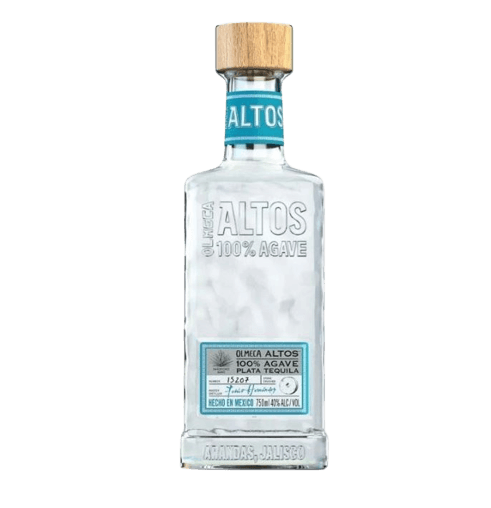 ALTOS
OLMECA
ALTOS
100% AGAVE
OLMECA ALTOS
100% AGAVE
PLATA TEQUILA
15207
HECHO EN MEXICO 750ml 40% ALC/VOL
ARANDAS, JALISCO